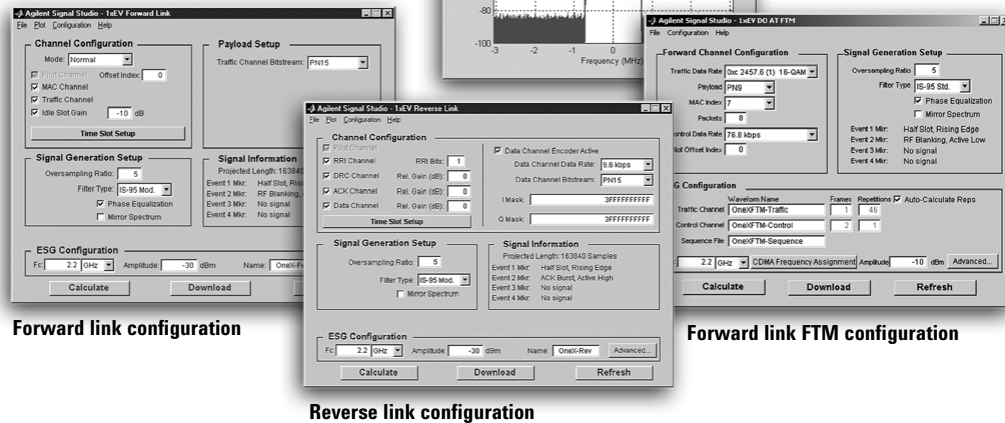 -80
-100
-3 -2 -1 0
Frequency (MHz)
Agilent Signal Studio - 1xEV Forward Link
File Plot Configuration Help
Channel Configuration
Mode: Normal
Pilot Channel Offset Index: 0
MAC Channel
Traffic Channel
Idle Slot Gain -10 dB
Time Slot Setup
Payload Setup
Traffic Channel Bitstream: PN15
Signal Generation Setup
Oversampling Ratio: 5
Filter Type: IS-95 Mod.
Phase Equalization
Mirror Spectrum
Signal Information
Projected Length: 163840
Event 1 Mkr: Half Slot, Risi
Event 2 Mkr: RF Blanking,
Event 3 Mkr: No signal
Event 4 Mkr: No signal
ESG Configuration
Fc: 2.2 GHz Amplitude: -30 dBm Name: OneX-F
Calculate Download
Forward link configuration
Agilent Signal Studio - 1xEV Reverse Link
File Plot Configuration Help
Channel Configuration
Pilot Channel
RRI Channel RRI Bits: 1
DRC Channel Rel. Gain (dB): 0
ACK Channel Rel. Gain (dB): 0
Data Channel Rel. Gain (dB): 0
Time Slot Setup
Data Channel Encoder Active
Data Channel Data Rate: 9.6 kbps
Data Channel Bitstream: PN15
I Mask: 3FFFFFFFFFF
Q Mask: 3FFFFFFFFFF
Signal Generation Setup
Oversampling Ratio: 5
Filter Type: IS-95 Mod.
Mirror Spectrum
Signal Information
Projected Length: 163840 Samples
Event 1 Mkr: Half Slot, Rising Edge
Event 2 Mkr: ACK Burst, Active High
Event 3 Mkr: No signal
Event 4 Mkr: No signal
ESG Configuration
Fc: 2.2 GHz Amplitude: -30 dBm Name: OneX-Rev Advanced...
Calculate Download Refresh
Reverse link configuration
Agilent Signal Studio - 1xEV DO AT FTM
File Configuration Help
Forward Channel Configuration
Traffic Data Rate 0xc 2457.6 (1) 16-QAM
Payload PN9
MAC Index 7
Packets 8
ontrol Data Rate 76.8 kbps
ilot Offset Index 0
Signal Generation Setup
Oversampling Ratio 5
Filter Type IS-95 Std.
Phase Equalization
Mirror Spectrum
Event 1 Mkr: Half Slot, Rising Edge
Event 2 Mkr: RF Blanking, Active Low
Event 3 Mkr: No signal
Event 4 Mkr: No signal
G Configuration
Waveform Name Frames Repetitions Auto-Calculate Reps
Traffic Channel OneXFTM-Traffic 1 46
Control Channel OneXFTM-Control 2 1
Sequence File OneXFTM-Sequence
2.2 GHz CDMA Frequency Assignment Amplitude -10 dBm Advanced...
Calculate Download Refresh
Forward link FTM configuration